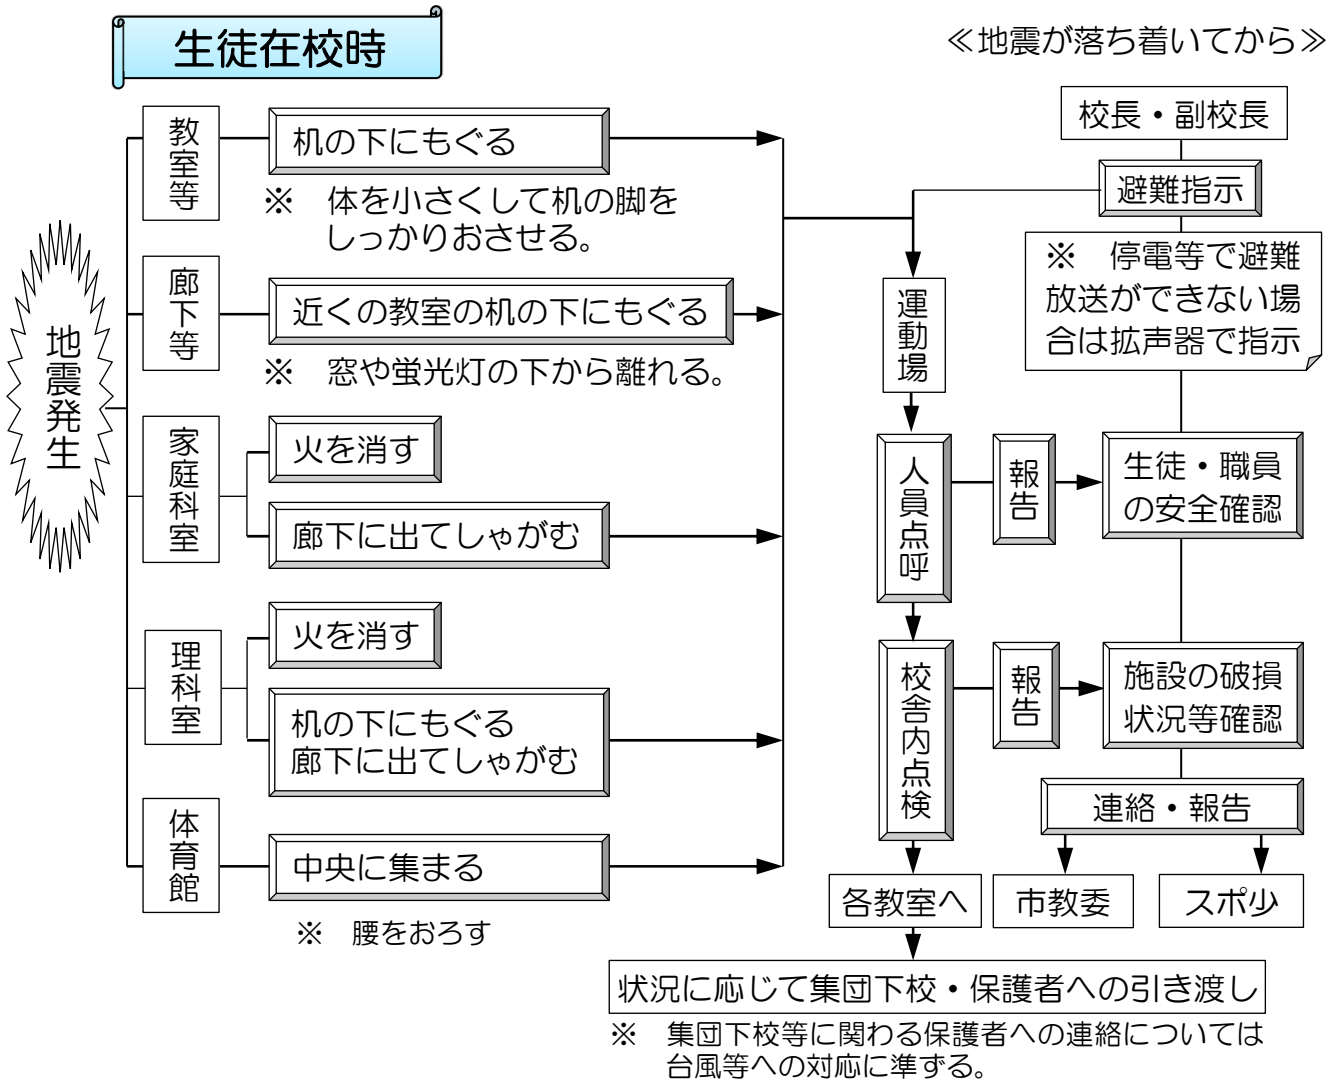 生徒在校時
≪地震が落ち着いてから≫
地震発生
教室等
机の下にもぐる
※　体を小さくして机の脚を
しっかりおさせる。
廊下等
近くの教室の机の下にもぐる
※　窓や蛍光灯の下から離れる。
家庭科室
火を消す
廊下に出てしゃがむ
理科室
火を消す
机の下にもぐる
廊下に出てしゃがむ
体育館
中央に集まる
※　腰をおろす
校長・副校長
避難指示
※　停電等で避難
放送ができない場
合は拡声器で指示
運動場
人員点呼
報告
生徒・職員
の安全確認
校舎内点検
報告
施設の破損
状況等確認
連絡・報告
各教室へ
市教委
スポ少
状況に応じて集団下校・保護者への引き渡し
※　集団下校等に関わる保護者への連絡については
台風等への対応に準ずる。